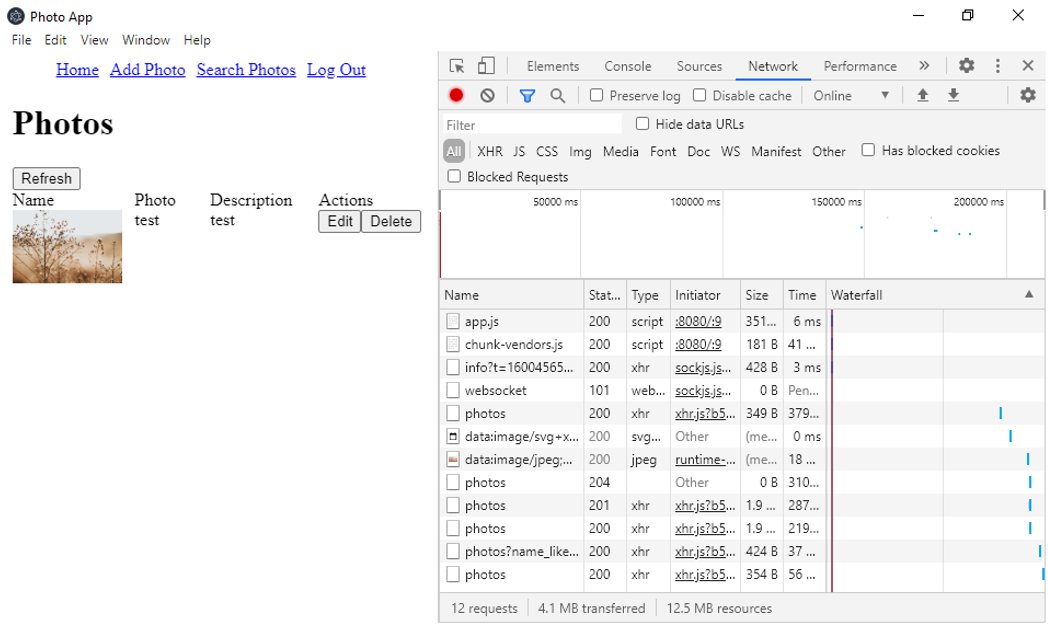 Photo App
File Edit View Window Help
Home Add Photo Search Photos Log Out
Photos
Refresh
Name Photo Description Actions
test test Edit Delete
Elements Console Sources Network Performance »
Preserve log Disable cache Online
Filter Hide data URLs
All XHR JS CSS Img Media Font Doc WS Manifest Other Has blocked cookies
Blocked Requests
50000 ms 100000 ms 150000 ms 200000 ms
Name Stat... Type Initiator Size Time Waterfall
app.js 200 script :8080/:9 351... 6 ms
chunk-vendors.js 200 script :8080/:9 181 B 41 ...
info?t=16004565... 200 xhr sockjs.js... 428 B 3 ms
websocket 101 web... sockjs.js... 0 B Pen...
photos 200 xhr xhr.js?b5... 349 B 379...
data:image/svg+x... 200 svg... Other (me... 0 ms
data:image/jpeg;... 200 jpeg runtime-... (me... 18 ...
photos 204 Other 0 B 310...
photos 201 xhr xhr.js?b5... 1.9 ... 287...
photos 200 xhr xhr.js?b5... 1.9 ... 219...
photos?name_like... 200 xhr xhr.js?b5... 424 B 37 ...
photos 200 xhr xhr.js?b5... 354 B 56 ...
12 requests 4.1 MB transferred 12.5 MB resources